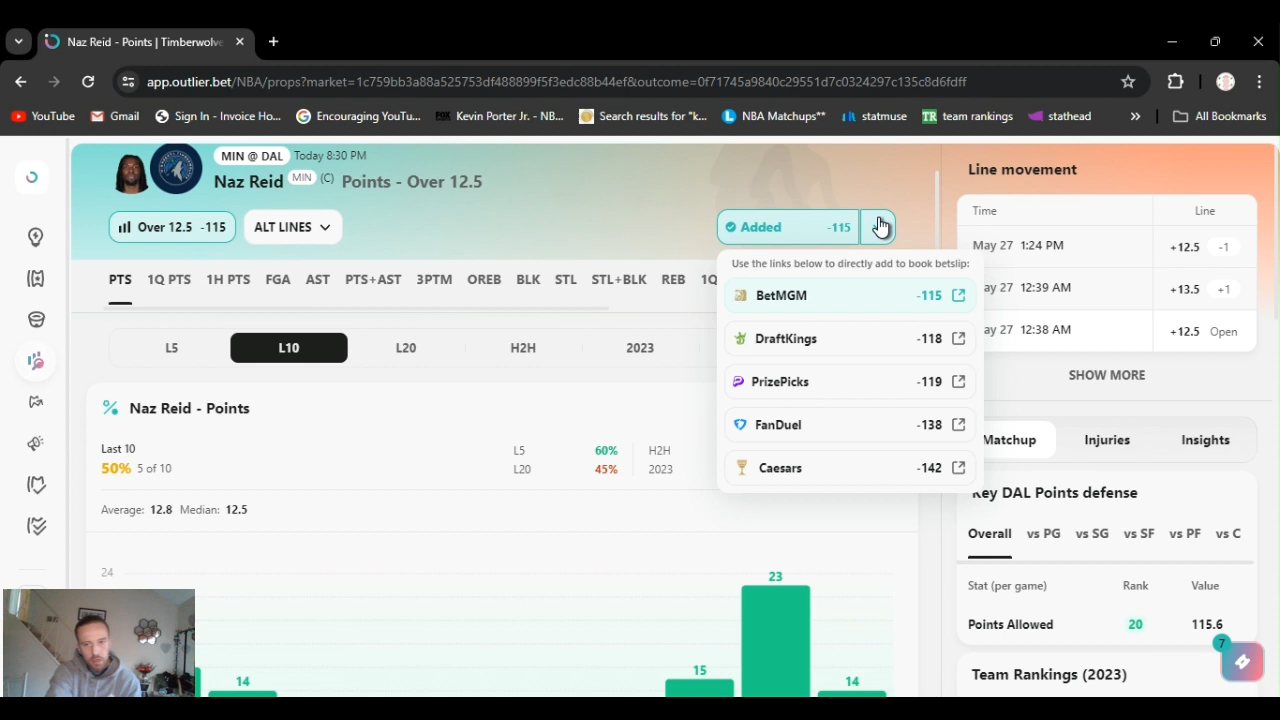 Naz Reid - Points | Timberwolve
app.outlier.bet/NBA/props?market=1c759bb3a88a525753df488899f5f3edc88b44ef&outcome=0f71745a9840c29551d7c0324297c135c8d6fdff
YouTube Gmail Sign In - Invoice Ho... Encouraging YouTu... Kevin Porter Jr. - NB... Search results for "k... NBA Matchups** statmuse team rankings stathead » All Bookmarks
MIN @ DAL Today 8:30 PM
Naz Reid MIN (C) Points - Over 12.5
Over 12.5 -115 ALT LINES
Added -115
PTS 1Q PTS 1H PTS FGA AST PTS+AST 3PTM OREB BLK STL STL+BLK REB 1Q
L5 L10 L20 H2H 2023
Use the links below to directly add to book betslip:
BetMGM -115
DraftKings -118
PrizePicks -119
FanDuel -138
Caesars -142
Naz Reid - Points
Last 10
50% 5 of 10
L5 60% H2H
L20 45% 2023
Average: 12.8 Median: 12.5
24
14
15
23
14
Line movement
Time Line
May 27 1:24 PM +12.5 -1
ay 27 12:39 AM +13.5 +1
ay 27 12:38 AM +12.5 Open
SHOW MORE
Matchup Injuries Insights
Key DAL Points defense
Overall vs PG vs SG vs SF vs PF vs C
Stat (per game) Rank Value
Points Allowed 20 115.6
7
Team Rankings (2023)